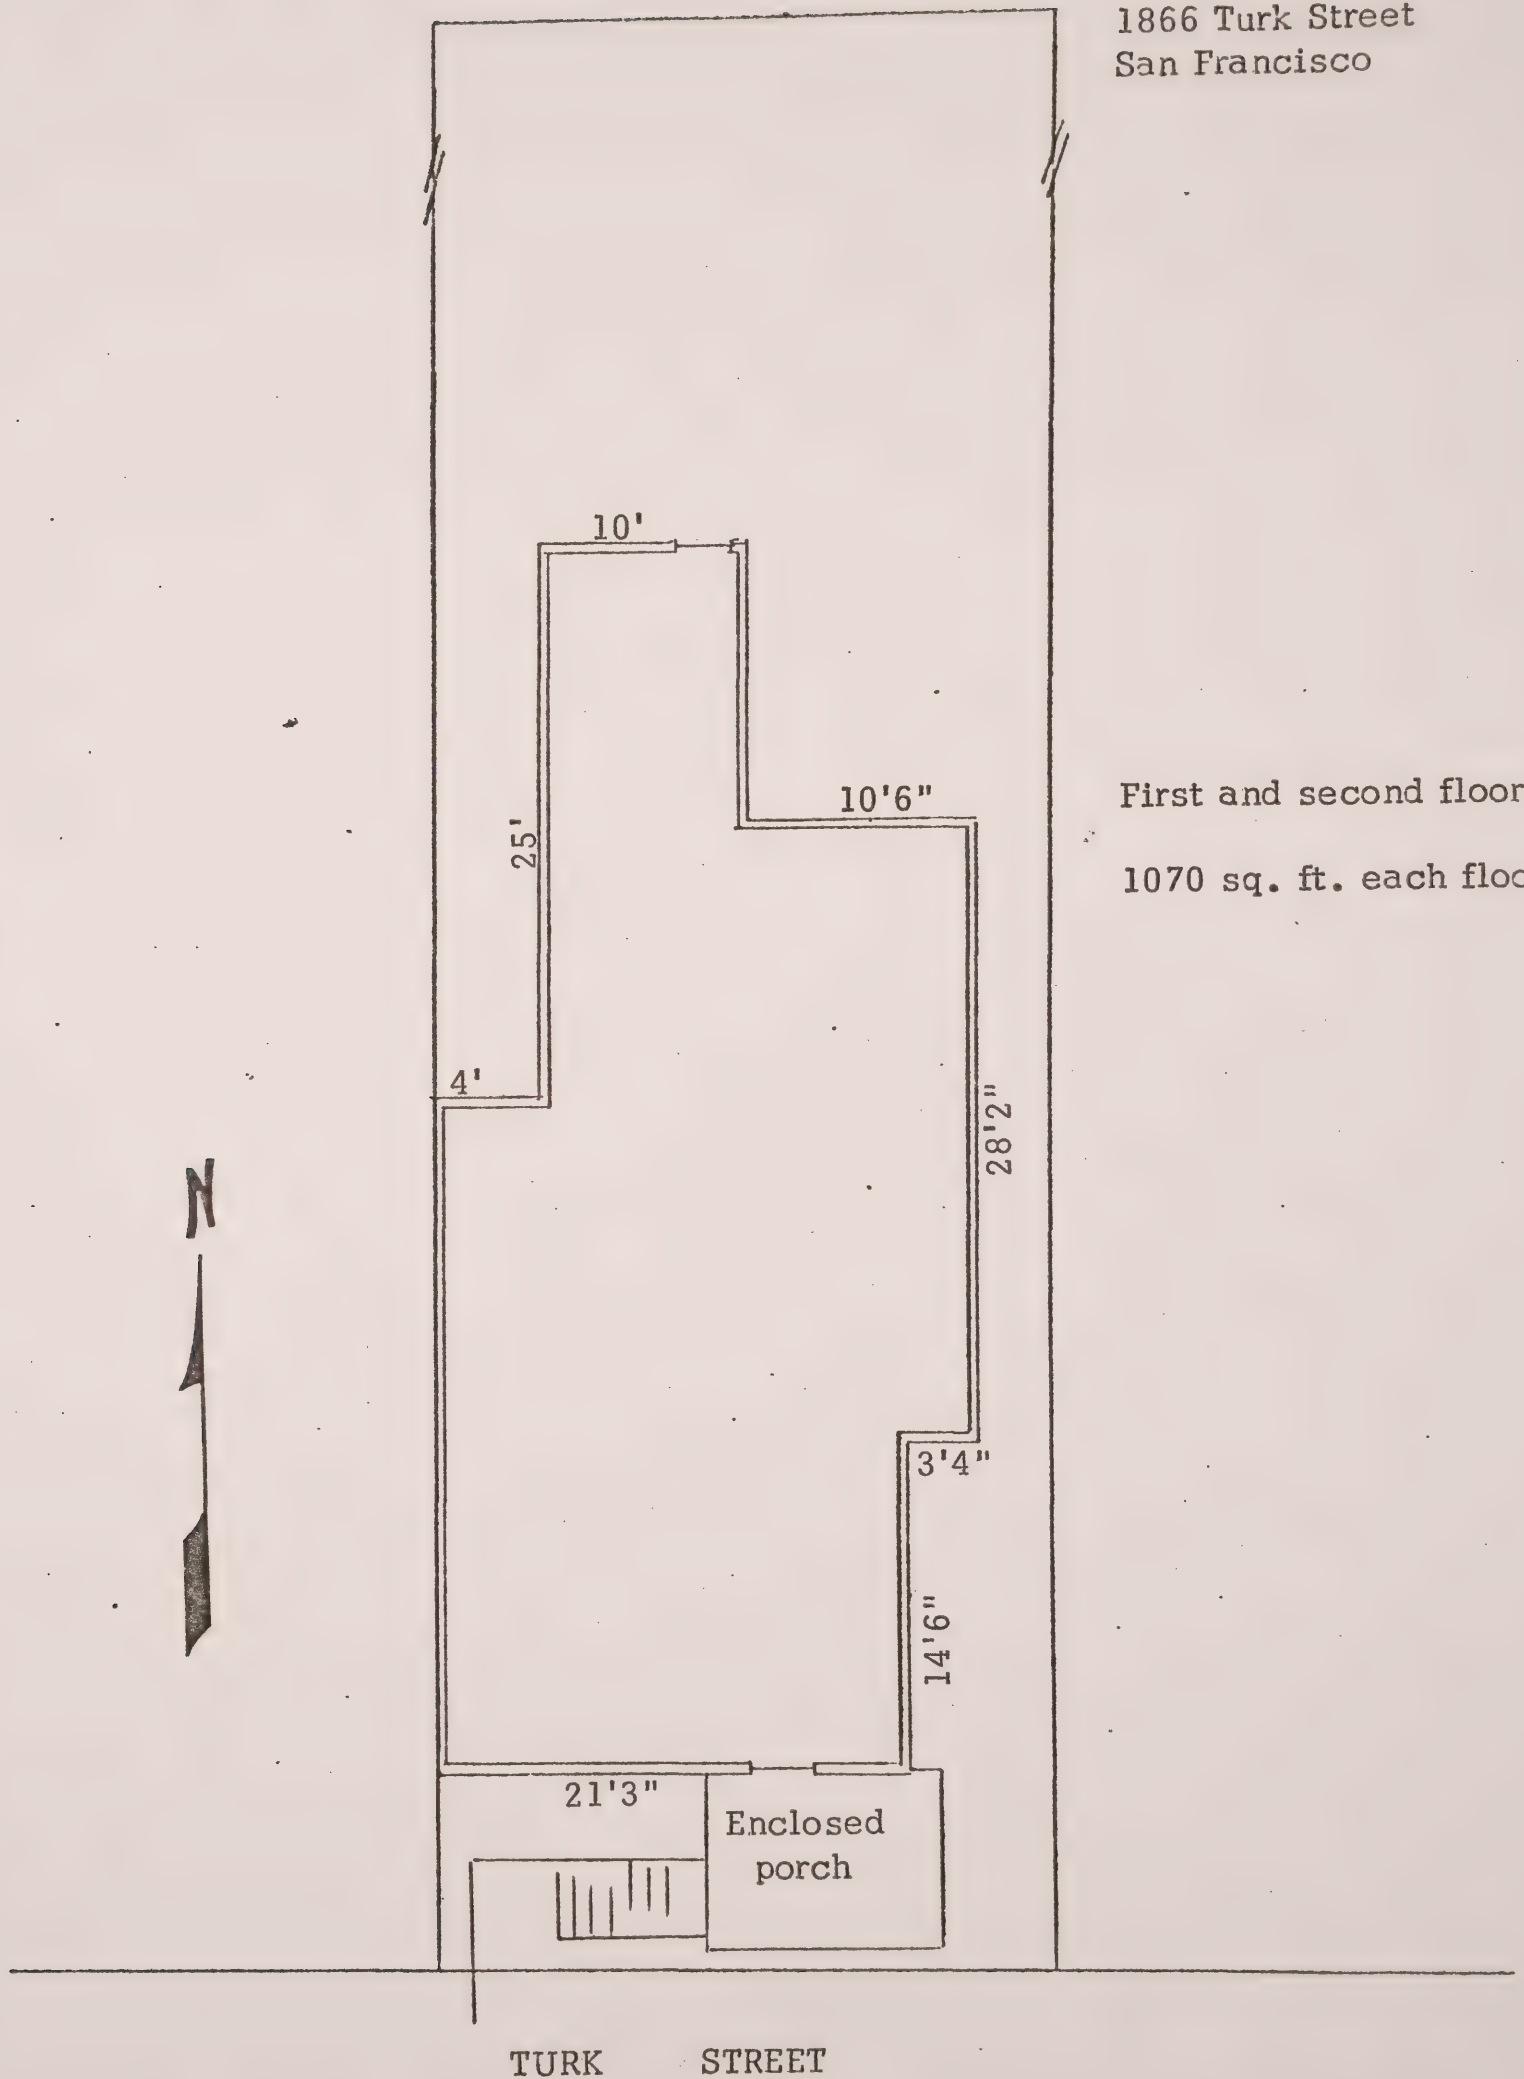 1866 Turk Street
San Francisco
10'
10'6"
25'
First and second floor
1070 sq. ft. each floo
4'
28'2"
N
3'4"
14'6"
21'3"
Enclosed
porch
TURK STREET